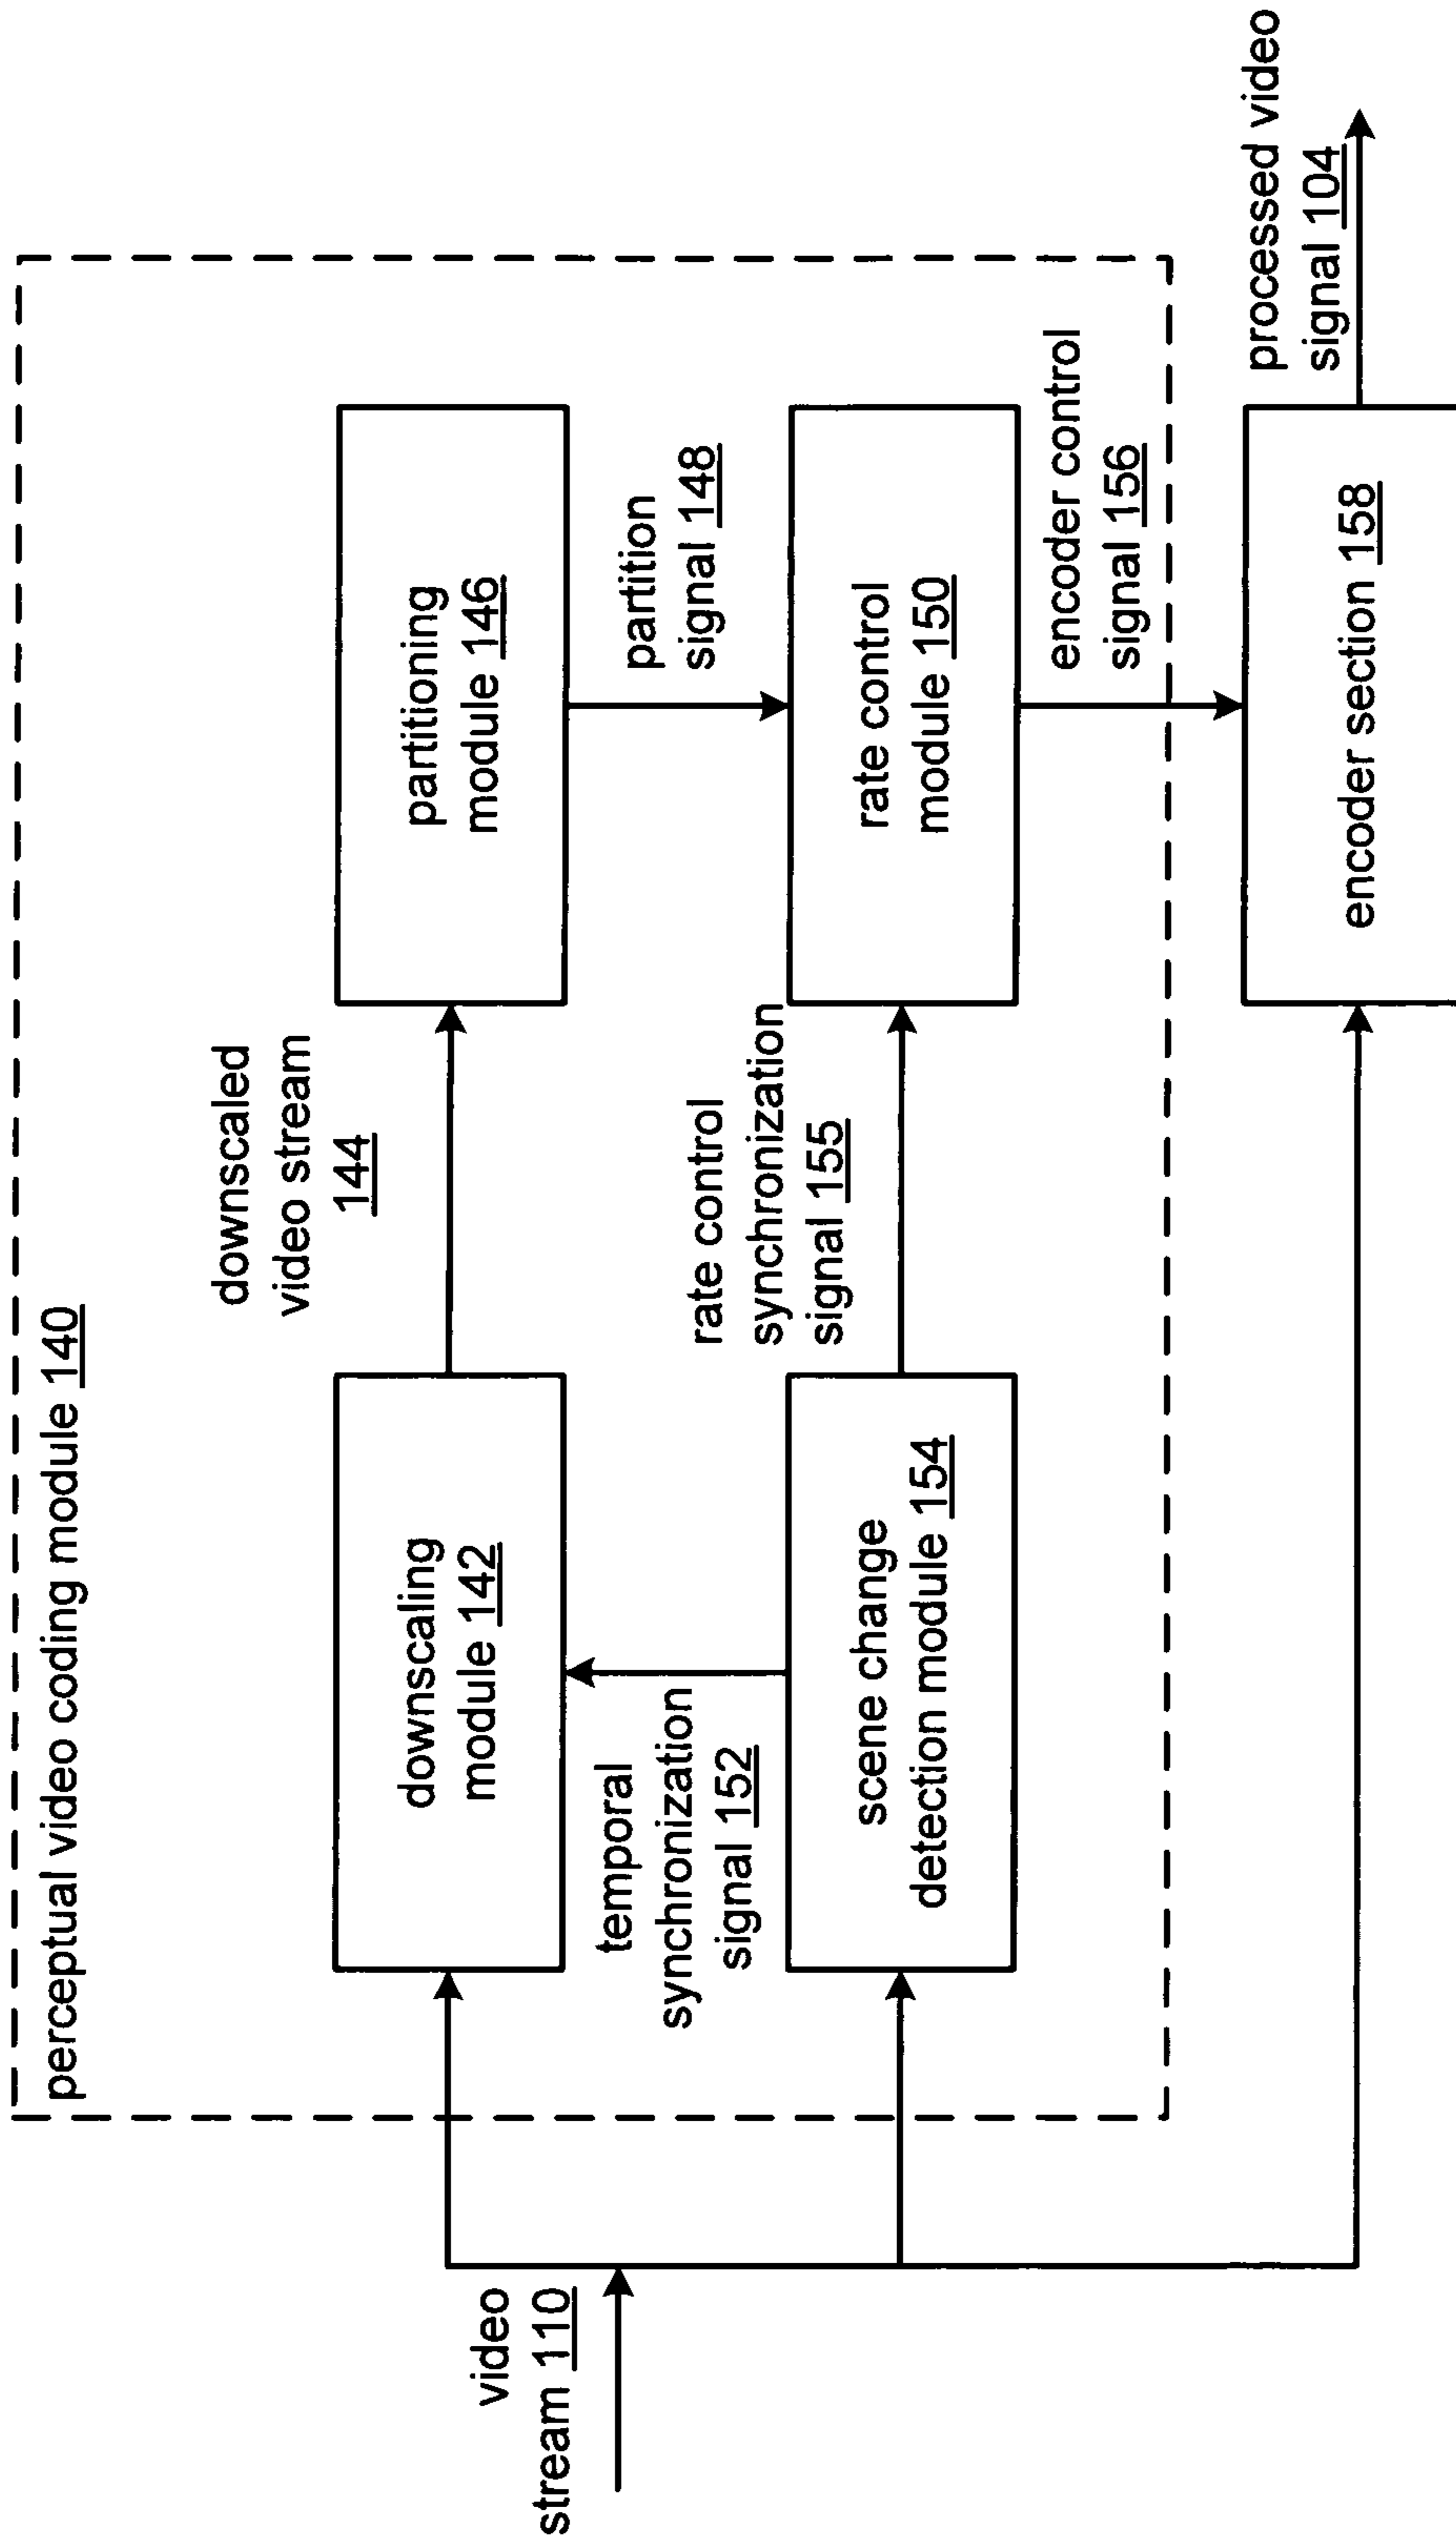 perceptual video coding module 140
video
stream 110
downscaling
module 142
downscaled
video stream
144
partitioning
module 146
temporal
synchronization
signal 152
partition
signal 148
scene change
detection module 154
rate control
synchronization
signal 155
rate control
module 150
encoder control
signal 156
encoder section 158
processed video
signal 104